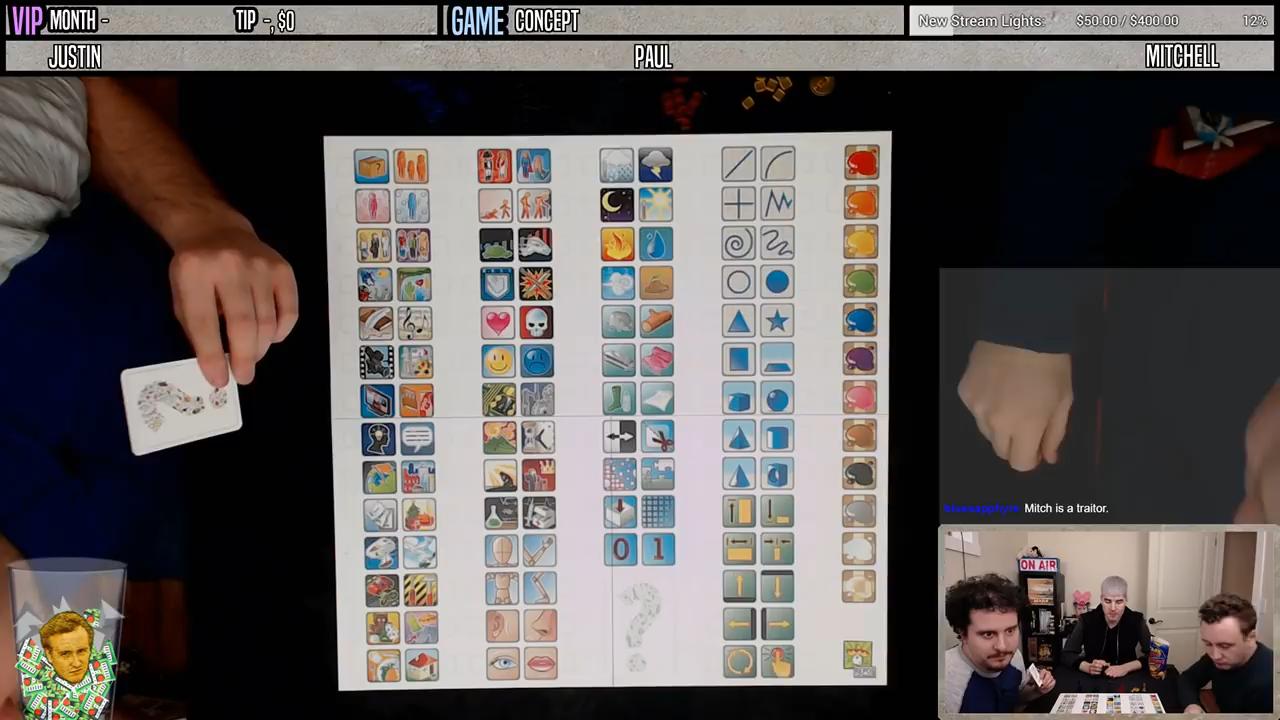 VIP MONTH -
TIP -, $0
GAME CONCEPT
New Stream Lights: $50.00 / $400.00 12%
JUSTIN
PAUL
MITCHELL
0 1
bluesapphyre Mitch is a traitor.
ON AIR